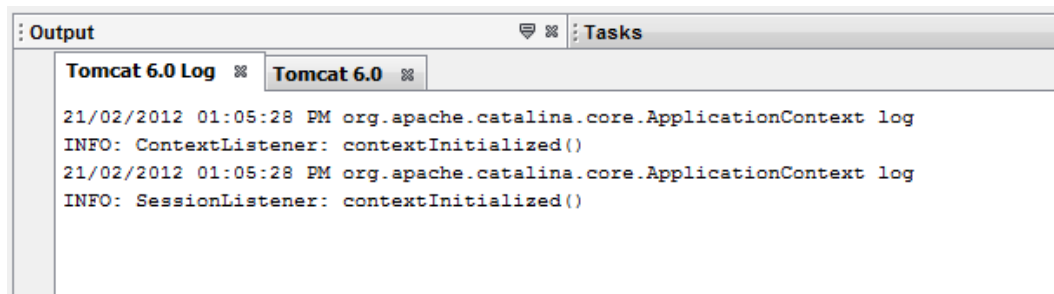 Output
Tasks
Tomcat 6.0 Log
Tomcat 6.0
21/02/2012 01:05:28 PM org.apache.catalina.core.ApplicationContext log
INFO: ContextListener: contextInitialized()
21/02/2012 01:05:28 PM org.apache.catalina.core.ApplicationContext log
INFO: SessionListener: contextInitialized()